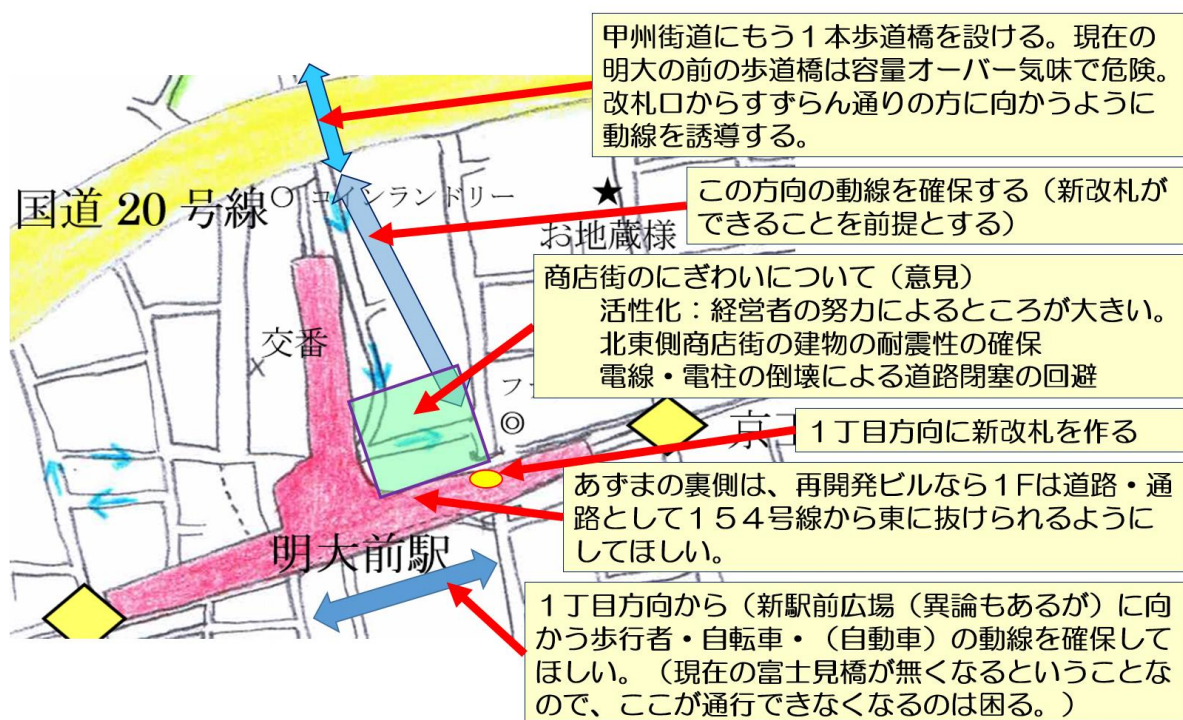 甲州街道にもう１本歩道橋を設ける。現在の
明大の前の歩道橋は容量オーバー気味で危険。
改札口からすずらん通りの方に向かうように
動線を誘導する。
国道 20 号線
コインランドリー
お地蔵様
この方向の動線を確保する（新改札が
できることを前提とする）
商店街のにぎわいについて（意見）
活性化：経営者の努力によるところが大きい。
北東側商店街の建物の耐震性の確保
電線・電柱の倒壊による道路閉塞の回避
交番
フ
京
１丁目方向に新改札を作る
あずまの裏側は、再開発ビルなら１Fは道路・通
路として１５４号線から東に抜けられるように
してほしい。
明大前駅
１丁目方向から（新駅前広場（異論もあるが）に向
かう歩行者・自転車・（自動車）の動線を確保して
ほしい。（現在の富士見橋が無くなるということな
ので、ここが通行できなくなるのは困る。）